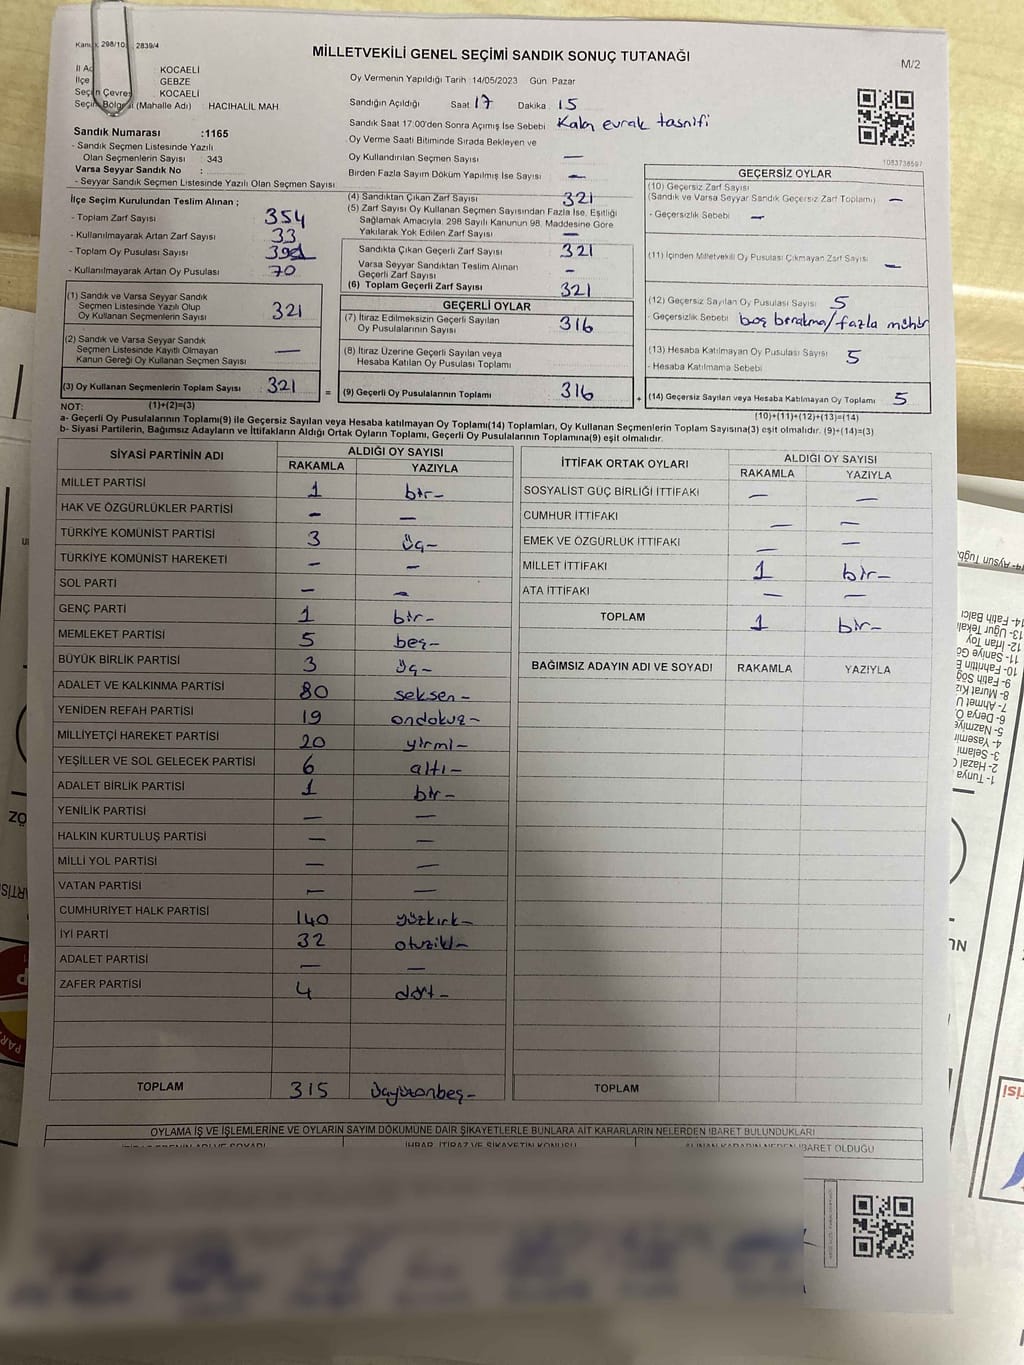 Kanun 298/10 2839/4
MİLLETVEKİLİ GENEL SEÇİMİ SANDIK SONUÇ TUTANAĞI
M/2
İl Adı KOCAELİ
İlçe GEBZE
Seçim Çevresi KOCAELİ
Seçim Bölgesi (Mahalle Adı) : HACIHALİL MAH
Oy Vermenin Yapıldığı Tarih 14/05/2023 Gün Pazar
Sandığın Açıldığı Saat 17 Dakika 15
Sandık Saat 17:00'den Sonra Açımış İse Sebebi Kalan evrak tasnifi
Oy Verme Saati Bitiminde Sırada Bekleyen ve
Oy Kullandırılan Seçmen Sayısı —
Birden Fazla Sayım Döküm Yapılmış İse Sayısı —
1083738597
Sandık Numarası :1165
- Sandık Seçmen Listesinde Yazılı
Olan Seçmenlerin Sayısı : 343
Varsa Seyyar Sandık No :
- Seyyar Sandık Seçmen Listesinde Yazılı Olan Seçmen Sayısı
İlçe Seçim Kurulundan Teslim Alınan ;
- Toplam Zarf Sayısı 354
- Kullanılmayarak Artan Zarf Sayısı 33
- Toplam Oy Pusulası Sayısı
- Kullanılmayarak Artan Oy Pusulası 70
(1) Sandık ve Varsa Seyyar Sandık
Seçmen Listesinde Yazılı Olup
Oy Kullanan Seçmenlerin Sayısı 321
(2) Sandık ve Varsa Seyyar Sandık
Seçmen Listesinde Kayıtlı Olmayan
Kanun Gereği Oy Kullanan Seçmen Sayısı —
(3) Oy Kullanan Seçmenlerin Toplam Sayısı 321 =
(4) Sandıktan Çıkan Zarf Sayısı 321
(5) Zarf Sayısı Oy Kullanan Seçmen Sayısından Fazla İse, Eşitliği
Sağlamak Amacıyla, 298 Sayılı Kanunun 98. Maddesine Göre
Yakılarak Yok Edilen Zarf Sayısı —
Sandıkta Çıkan Geçerli Zarf Sayısı 321
Varsa Seyyar Sandıktan Teslim Alınan
Geçerli Zarf Sayısı —
(6) Toplam Geçerli Zarf Sayısı 321
GEÇERLİ OYLAR
(7) İtiraz Edilmeksizin Geçerli Sayılan
Oy Pusulalarının Sayısı 316
(8) İtiraz Üzerine Geçerli Sayılan veya
Hesaba Katılan Oy Pusulası Toplamı
(9) Geçerli Oy Pusulalarının Toplamı 316 +
GEÇERSİZ OYLAR
(10) Geçersiz Zarf Sayısı
(Sandık ve Varsa Seyyar Sandık Geçersiz Zarf Toplamı) —
- Geçersizlik Sebebi —
(11) İçinden Milletvekili Oy Pusulası Çıkmayan Zarf Sayısı —
(12) Geçersiz Sayılan Oy Pusulası Sayısı 5
- Geçersizlik Sebebi boş bırakma/fazla mühür
(13) Hesaba Katılmayan Oy Pusulası Sayısı 5
- Hesaba Katılmama Sebebi
(14) Geçersiz Sayılan veya Hesaba Katılmayan Oy Toplamı 5
NOT: (1)+(2)=(3) (10)+(11)+(12)+(13)=(14)
a- Geçerli Oy Pusulalarının Toplamı(9) ile Geçersiz Sayılan veya Hesaba katılmayan Oy Toplamı(14) Toplamları, Oy Kullanan Seçmenlerin Toplam Sayısına(3) eşit olmalıdır. (9)+(14)=(3)
b- Siyasi Partilerin, Bağımsız Adayların ve İttifakların Aldığı Ortak Oyların Toplamı, Geçerli Oy Pusulalarının Toplamına(9) eşit olmalıdır.
SİYASİ PARTİNİN ADI ALDIĞI OY SAYISI
RAKAMLA YAZIYLA
MİLLET PARTİSİ 1 bir-
HAK VE ÖZGÜRLÜKLER PARTİSİ — —
TÜRKİYE KOMÜNİST PARTİSİ 3 üç-
TÜRKİYE KOMÜNİST HAREKETİ — —
SOL PARTİ — —
GENÇ PARTİ 1 bir-
MEMLEKET PARTİSİ 5 beş-
BÜYÜK BİRLİK PARTİSİ 3 üç-
ADALET VE KALKINMA PARTİSİ 80 seksen-
YENİDEN REFAH PARTİSİ 19 ondokuz-
MİLLİYETÇİ HAREKET PARTİSİ 20 yirmi-
YEŞİLLER VE SOL GELECEK PARTİSİ 6 altı-
ADALET BİRLİK PARTİSİ 1 bir-
YENİLİK PARTİSİ — —
HALKIN KURTULUŞ PARTİSİ — —
MİLLİ YOL PARTİSİ — —
VATAN PARTİSİ — —
CUMHURİYET HALK PARTİSİ 140 yüzkırk-
İYİ PARTİ 32 otuziki-
ADALET PARTİSİ — —
ZAFER PARTİSİ 4 dört-
TOPLAM 315 üçyüzonbeş-
İTTİFAK ORTAK OYLARI ALDIĞI OY SAYISI
RAKAMLA YAZIYLA
SOSYALİST GÜÇ BİRLİĞİ İTTİFAKI — —
CUMHUR İTTİFAKI — —
EMEK VE ÖZGÜRLÜK İTTİFAKI — —
MİLLET İTTİFAKI 1 bir-
ATA İTTİFAKI — —
TOPLAM 1 bir-
BAĞIMSIZ ADAYIN ADI VE SOYADI RAKAMLA YAZIYLA
TOPLAM
OYLAMA İŞ VE İŞLEMLERİNE VE OYLARIN SAYIM DÖKÜMÜNE DAİR ŞİKAYETLERLE BUNLARA AİT KARARLARIN NELERDEN İBARET BULUNDUKLARI
İHBAR, İTİRAZ VE ŞİKAYETİN KONUSU
ALINAN KARARIN NEDEN İBARET OLDUĞU
14- Fatih Balcı
12- İrfan Toy
8- Murat
7- Ahmet
6- Derya
5- Nazmiye
3- Selami
2- Hazal